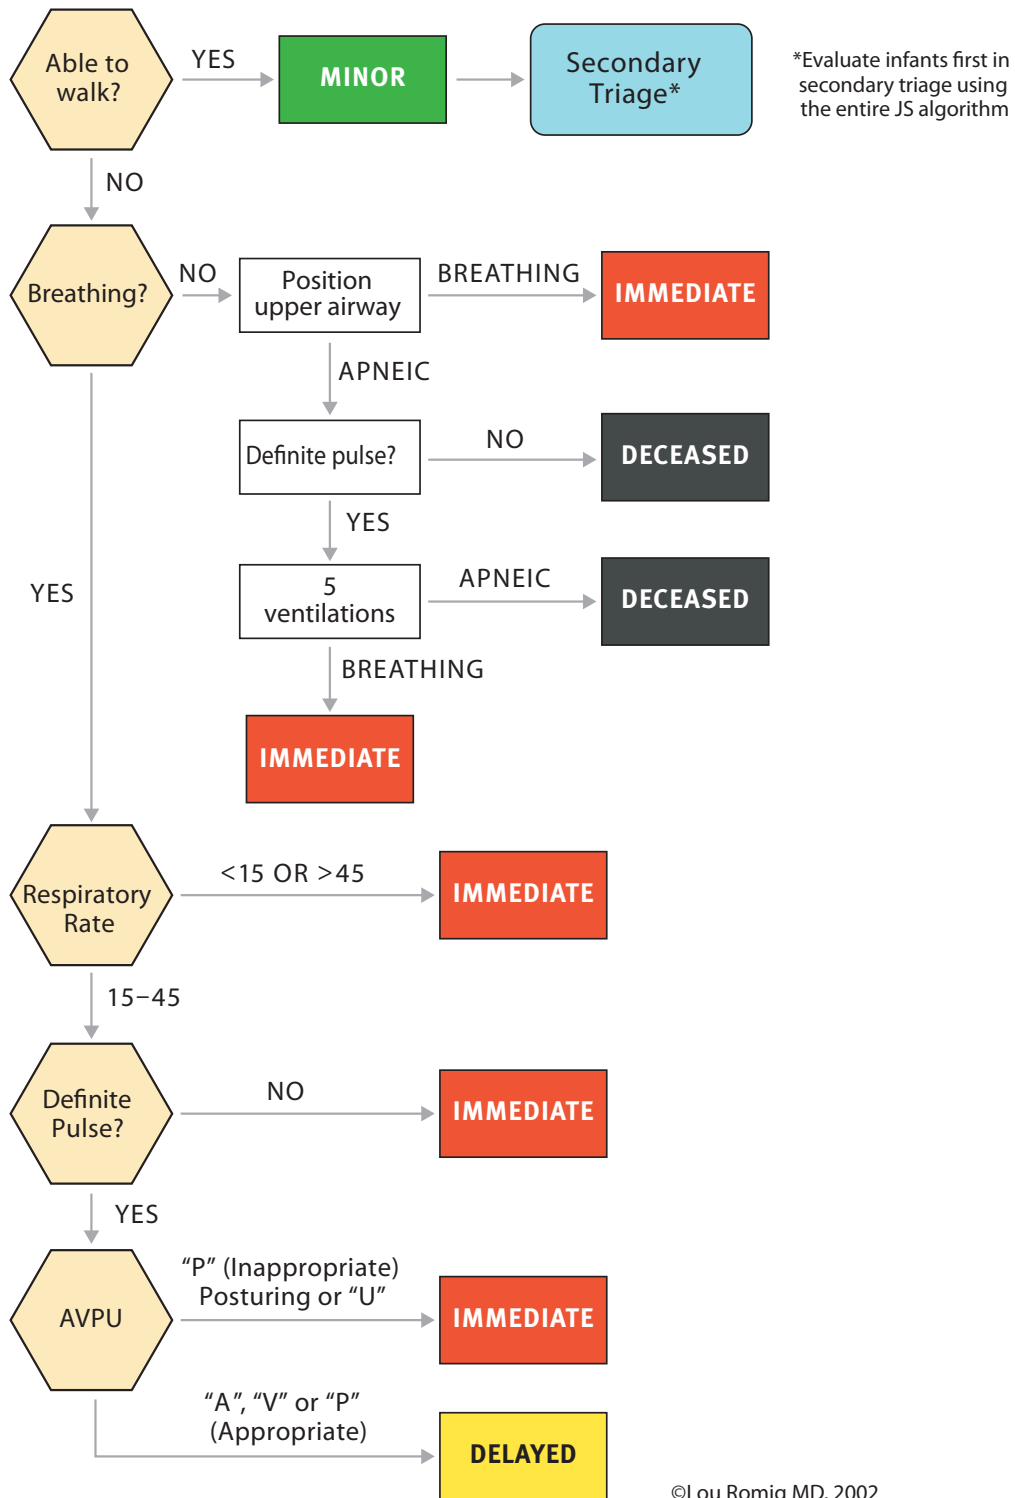 Able to
walk?
YES
MINOR
Secondary
Triage*
*Evaluate infants first in
secondary triage using
the entire JS algorithm
NO
Breathing?
NO
Position
upper airway
BREATHING
IMMEDIATE
APNEIC
Definite pulse?
NO
DECEASED
YES
5
ventilations
APNEIC
DECEASED
BREATHING
IMMEDIATE
YES
Respiratory
Rate
<15 OR >45
IMMEDIATE
15–45
Definite
Pulse?
NO
IMMEDIATE
YES
AVPU
“P” (Inappropriate)
Posturing or “U”
IMMEDIATE
“A”, “V” or “P”
(Appropriate)
DELAYED
©Lou Romig MD, 2002